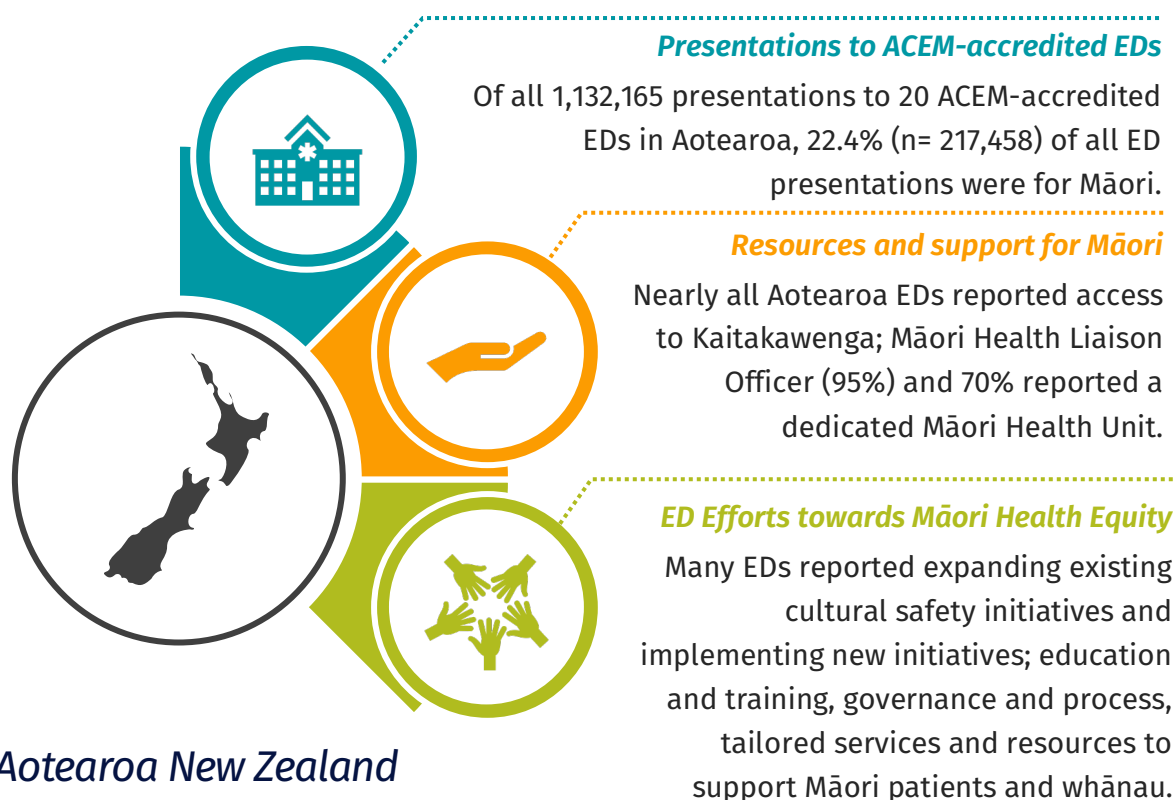 Presentations to ACEM-accredited EDs
Of all 1,132,165 presentations to 20 ACEM-accredited
EDs in Aotearoa, 22.4% (n= 217,458) of all ED
presentations were for Māori.
Resources and support for Māori
Nearly all Aotearoa EDs reported access
to Kaitakawenga; Māori Health Liaison
Officer (95%) and 70% reported a
dedicated Māori Health Unit.
ED Efforts towards Māori Health Equity
Many EDs reported expanding existing
cultural safety initiatives and
implementing new initiatives; education
and training, governance and process,
tailored services and resources to
support Māori patients and whānau.
Aotearoa New Zealand